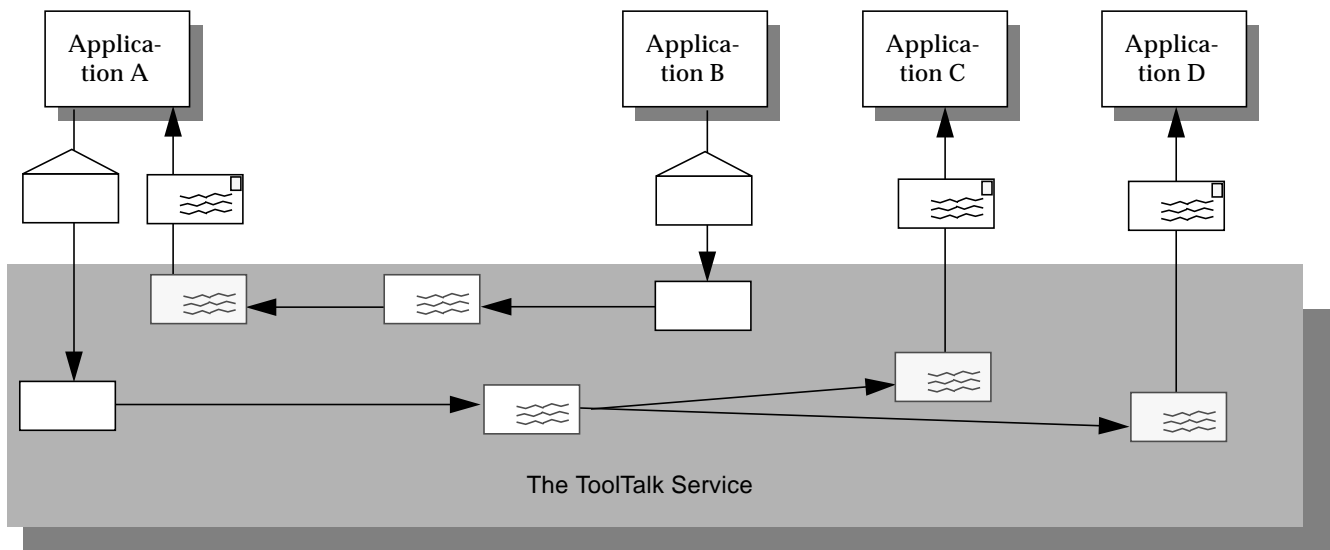 Applica-
tion A
Applica-
tion B
Applica-
tion C
Applica-
tion D
The ToolTalk Service